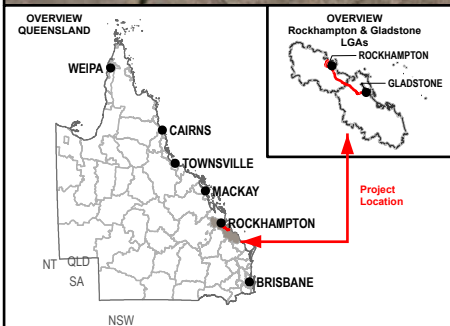 OVERVIEW
QUEENSLAND
WEIPA
CAIRNS
TOWNSVILLE
MACKAY
ROCKHAMPTON
BRISBANE
NT
QLD
SA
NSW
OVERVIEW
Rockhampton & Gladstone
LGAs
ROCKHAMPTON
GLADSTONE
Project
Location